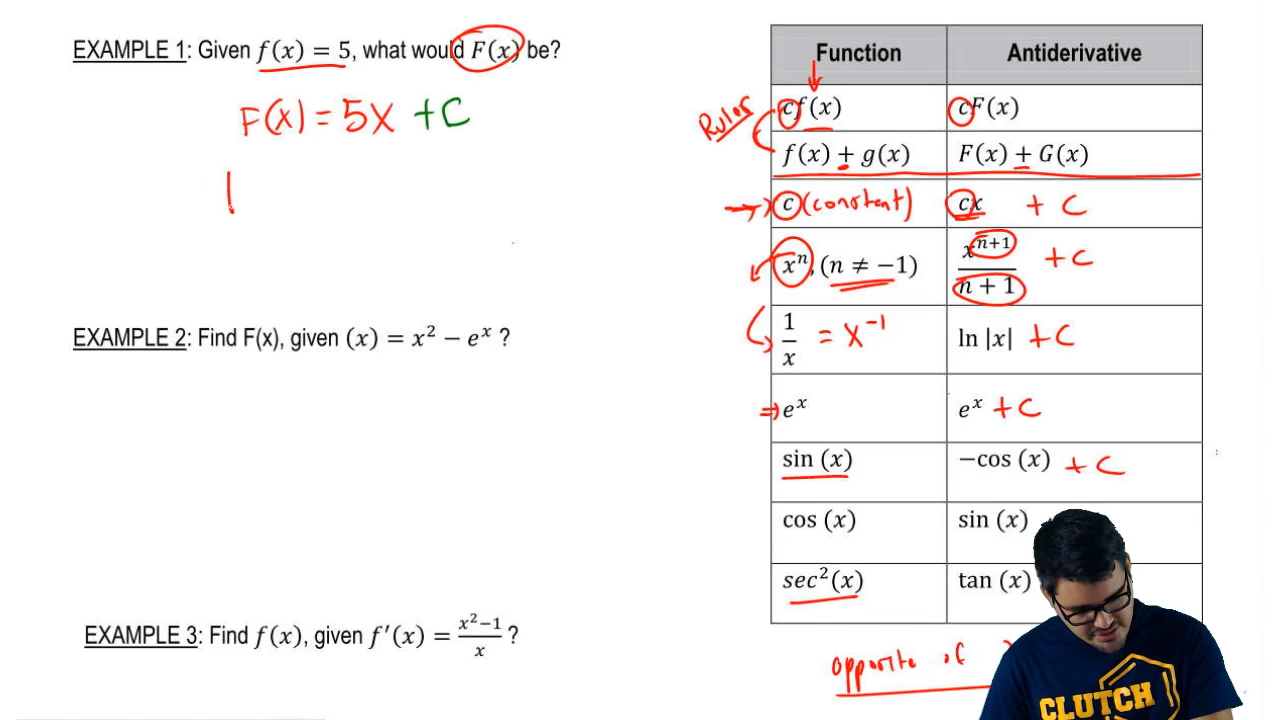 EXAMPLE 1: Given f(x) = 5, what would F(x) be?
F(x) = 5x + C
EXAMPLE 2: Find F(x), given (x) = x² − eˣ ?
EXAMPLE 3: Find f(x), given f′(x) = (x²−1)/x ?
Rules
Function Antiderivative
cf(x) cF(x)
f(x) + g(x) F(x) + G(x)
c (constant) cx + C
xⁿ, (n ≠ −1) xⁿ⁺¹/(n + 1) + C
1/x = x⁻¹ ln |x| + C
eˣ eˣ + C
sin (x) −cos (x) + C
cos (x) sin (x)
sec²(x) tan (x)
opposite of
CLUTCH